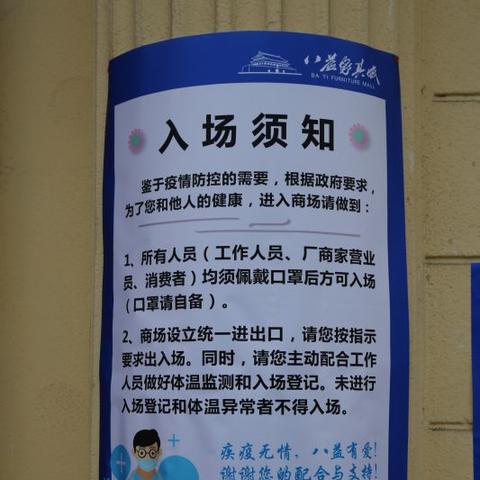 八益家具城
BA YI FURNITURE MALL
入场须知
鉴于疫情防控的需要，根据政府要求，
为了您和他人的健康，进入商场请做到：
1、所有人员（工作人员、厂商家营业
员、消费者）均须佩戴口罩后方可入场
（口罩请自备）。
2、商场设立统一进出口，请您按指示
要求出入场。同时，请您主动配合工作
人员做好体温监测和入场登记。未进行
入场登记和体温异常者不得入场。
疾疫无情，八益有爱！
谢谢您的配合与支持！